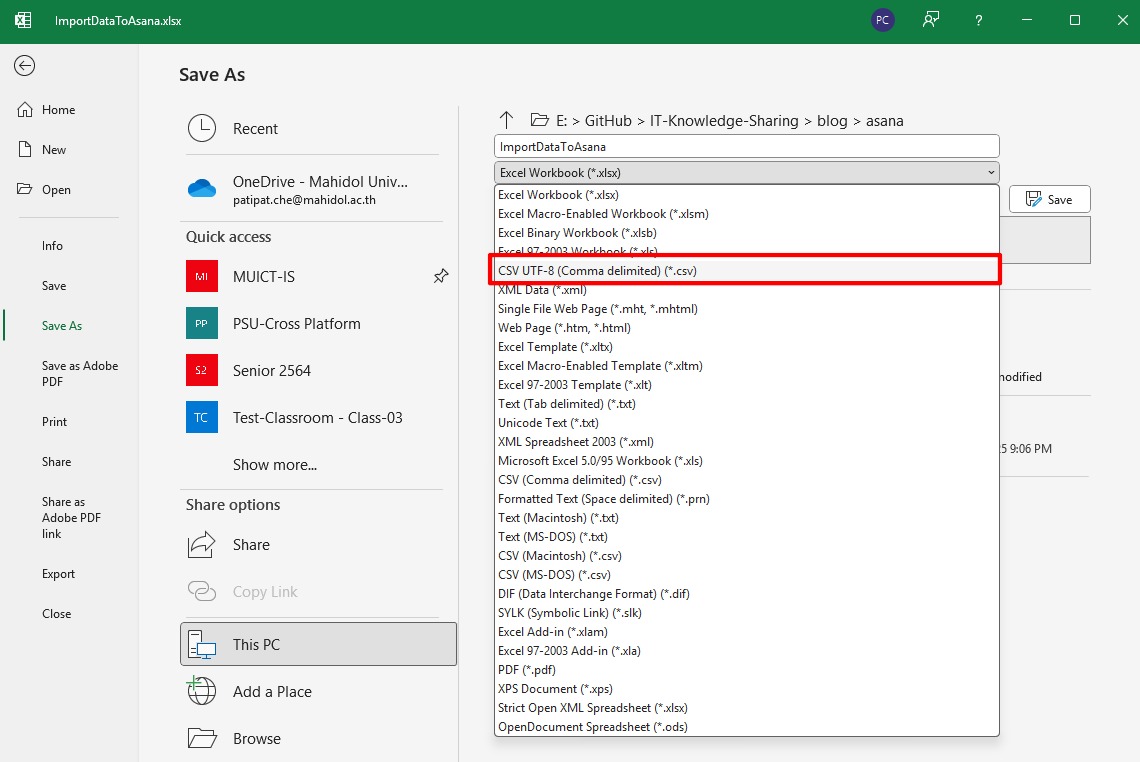 ImportDataToAsana.xlsx
PC
?
Home
New
Open
Info
Save
Save As
Save as Adobe
PDF
Print
Share
Share as
Adobe PDF
link
Export
Close
Save As
Recent
OneDrive - Mahidol Univ...
patipat.che@mahidol.ac.th
Quick access
MI
MUICT-IS
PP
PSU-Cross Platform
S2
Senior 2564
TC
Test-Classroom - Class-03
Show more...
Share options
Share
Copy Link
This PC
Add a Place
Browse
E: > GitHub > IT-Knowledge-Sharing > blog > asana
ImportDataToAsana
Excel Workbook (*.xlsx)
Save
Excel Workbook (*.xlsx)
Excel Macro-Enabled Workbook (*.xlsm)
Excel Binary Workbook (*.xlsb)
Excel 97-2003 Workbook (*.xls)
CSV UTF-8 (Comma delimited) (*.csv)
XML Data (*.xml)
Single File Web Page (*.mht, *.mhtml)
Web Page (*.htm, *.html)
Excel Template (*.xltx)
Excel Macro-Enabled Template (*.xltm)
Excel 97-2003 Template (*.xlt)
Text (Tab delimited) (*.txt)
Unicode Text (*.txt)
XML Spreadsheet 2003 (*.xml)
Microsoft Excel 5.0/95 Workbook (*.xls)
CSV (Comma delimited) (*.csv)
Formatted Text (Space delimited) (*.prn)
Text (Macintosh) (*.txt)
Text (MS-DOS) (*.txt)
CSV (Macintosh) (*.csv)
CSV (MS-DOS) (*.csv)
DIF (Data Interchange Format) (*.dif)
SYLK (Symbolic Link) (*.slk)
Excel Add-in (*.xlam)
Excel 97-2003 Add-in (*.xla)
PDF (*.pdf)
XPS Document (*.xps)
Strict Open XML Spreadsheet (*.xlsx)
OpenDocument Spreadsheet (*.ods)
nodified
5 9:06 PM